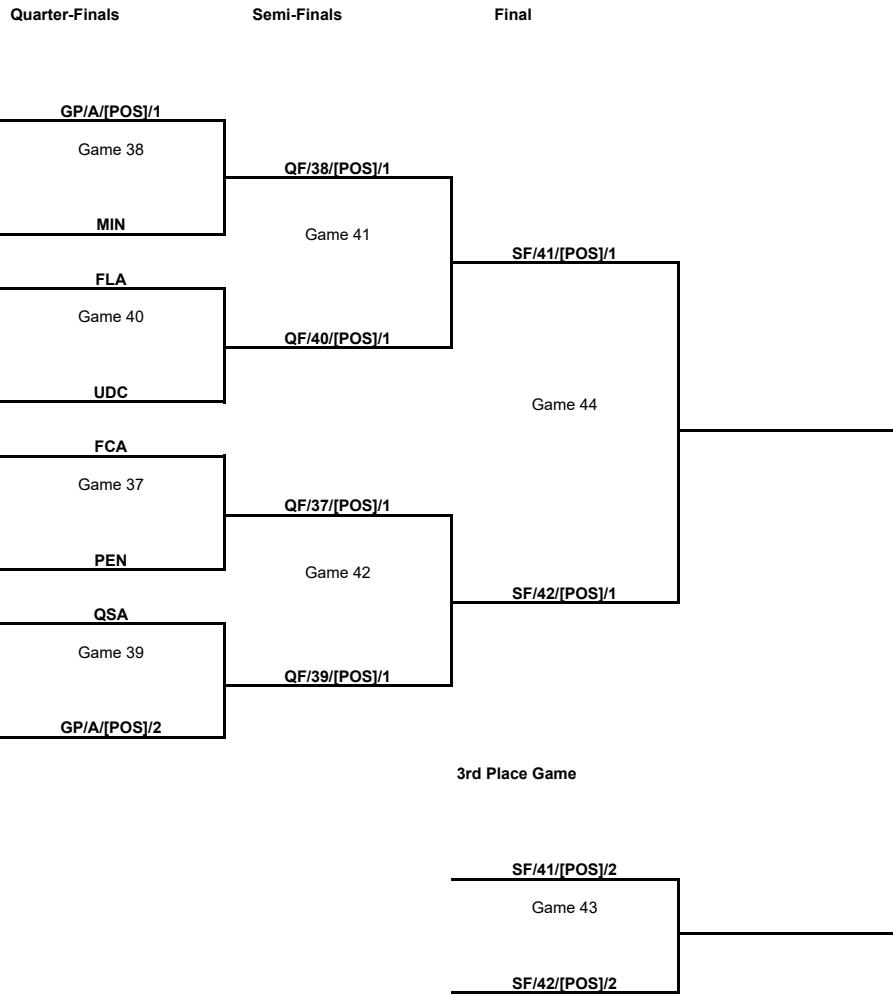 Quarter-Finals Semi-Finals Final
GP/A/[POS]/1
Game 38
QF/38/[POS]/1
MIN
Game 41
SF/41/[POS]/1
FLA
Game 40
QF/40/[POS]/1
UDC
Game 44
FCA
Game 37
QF/37/[POS]/1
PEN
Game 42
SF/42/[POS]/1
QSA
Game 39
QF/39/[POS]/1
GP/A/[POS]/2
3rd Place Game
SF/41/[POS]/2
Game 43
SF/42/[POS]/2